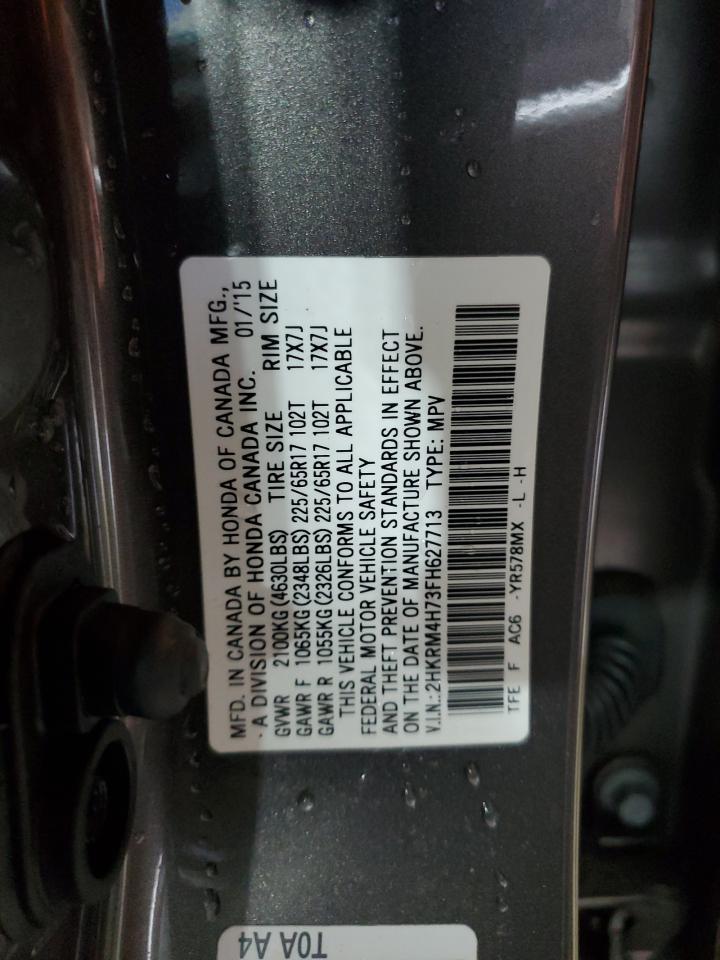 MFD. IN CANADA BY HONDA OF CANADA MFG.,
- A DIVISION OF HONDA CANADA INC. 01/'15
GVWR 2100KG(4630LBS) TIRE SIZE RIM SIZE
GAWR F 1065KG(2348LBS) 225/65R17 102T 17X7J
GAWR R 1055KG(2326LBS) 225/65R17 102T 17X7J
THIS VEHICLE CONFORMS TO ALL APPLICABLE
FEDERAL MOTOR VEHICLE SAFETY
AND THEFT PREVENTION STANDARDS IN EFFECT
ON THE DATE OF MANUFACTURE SHOWN ABOVE.
V.I.N.:2HKRM4H73FH627713 TYPE: MPV
TFE F AC6 -YR578MX -L -H
T0A A4